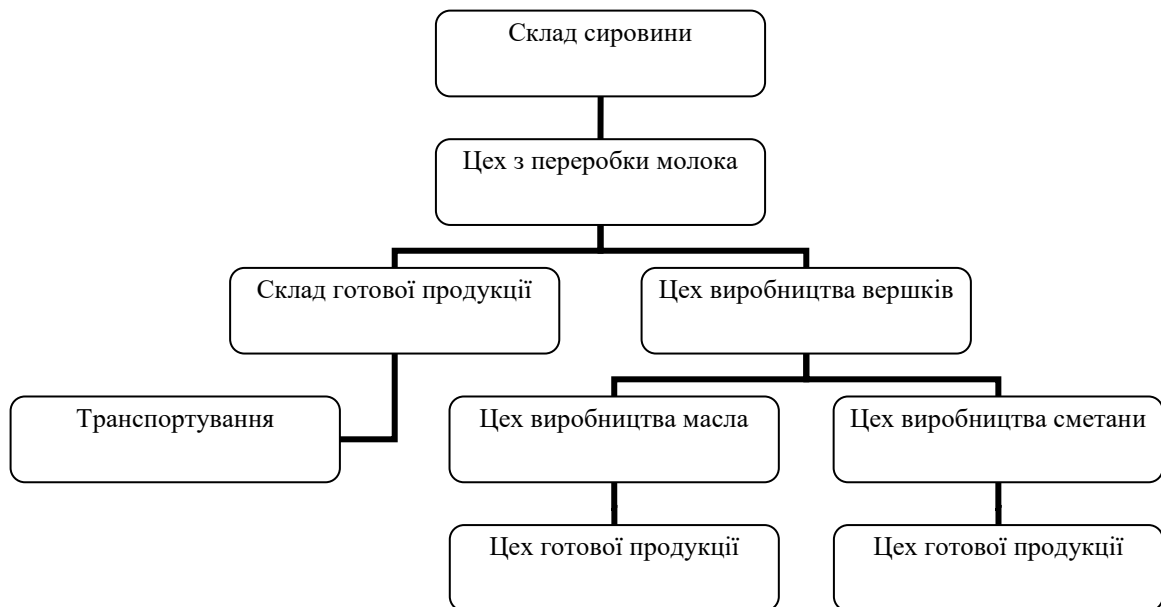 Склад сировини
Цех з переробки молока
Склад готової продукції
Цех виробництва вершків
Транспортування
Цех виробництва масла
Цех виробництва сметани
Цех готової продукції
Цех готової продукції